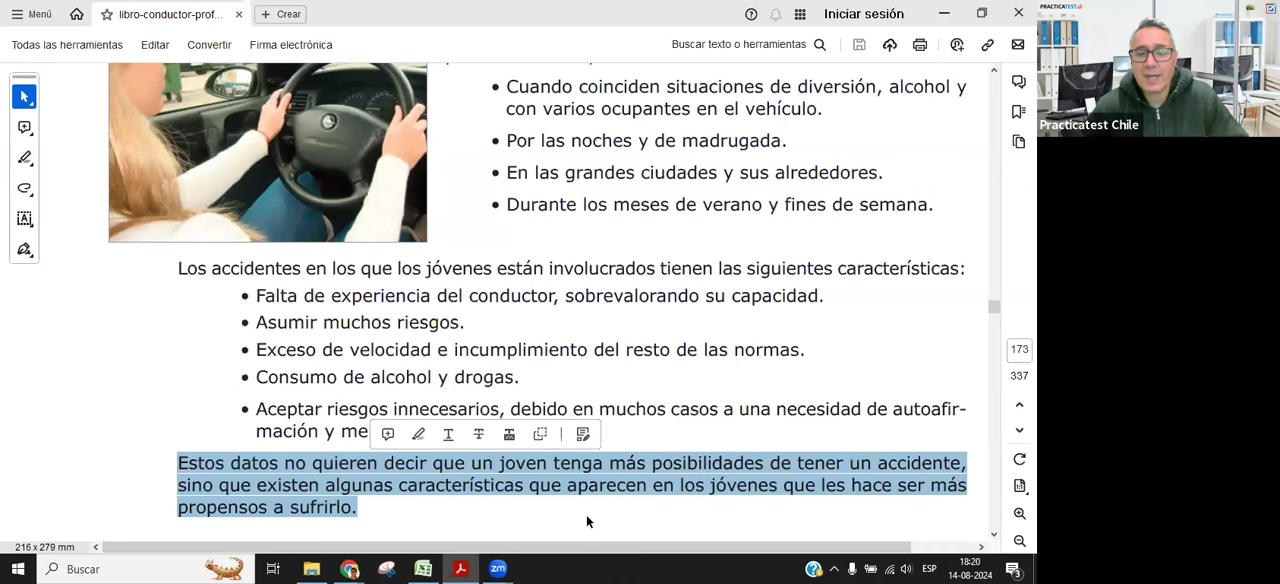 Menú
libro-conductor-prof...
Crear
Iniciar sesión
PRACTICATEST.cl
Todas las herramientas
Editar
Convertir
Firma electrónica
Buscar texto o herramientas
• Cuando coinciden situaciones de diversión, alcohol y
con varios ocupantes en el vehículo.
• Por las noches y de madrugada.
• En las grandes ciudades y sus alrededores.
• Durante los meses de verano y fines de semana.
Practicatest Chile
Los accidentes en los que los jóvenes están involucrados tienen las siguientes características:
• Falta de experiencia del conductor, sobrevalorando su capacidad.
• Asumir muchos riesgos.
• Exceso de velocidad e incumplimiento del resto de las normas.
• Consumo de alcohol y drogas.
• Aceptar riesgos innecesarios, debido en muchos casos a una necesidad de autoafir-
mación y me
Estos datos no quieren decir que un joven tenga más posibilidades de tener un accidente,
sino que existen algunas características que aparecen en los jóvenes que les hace ser más
propensos a sufrirlo.
173
337
216 x 279 mm
Buscar
zm
ESP
18:20
14-08-2024
3